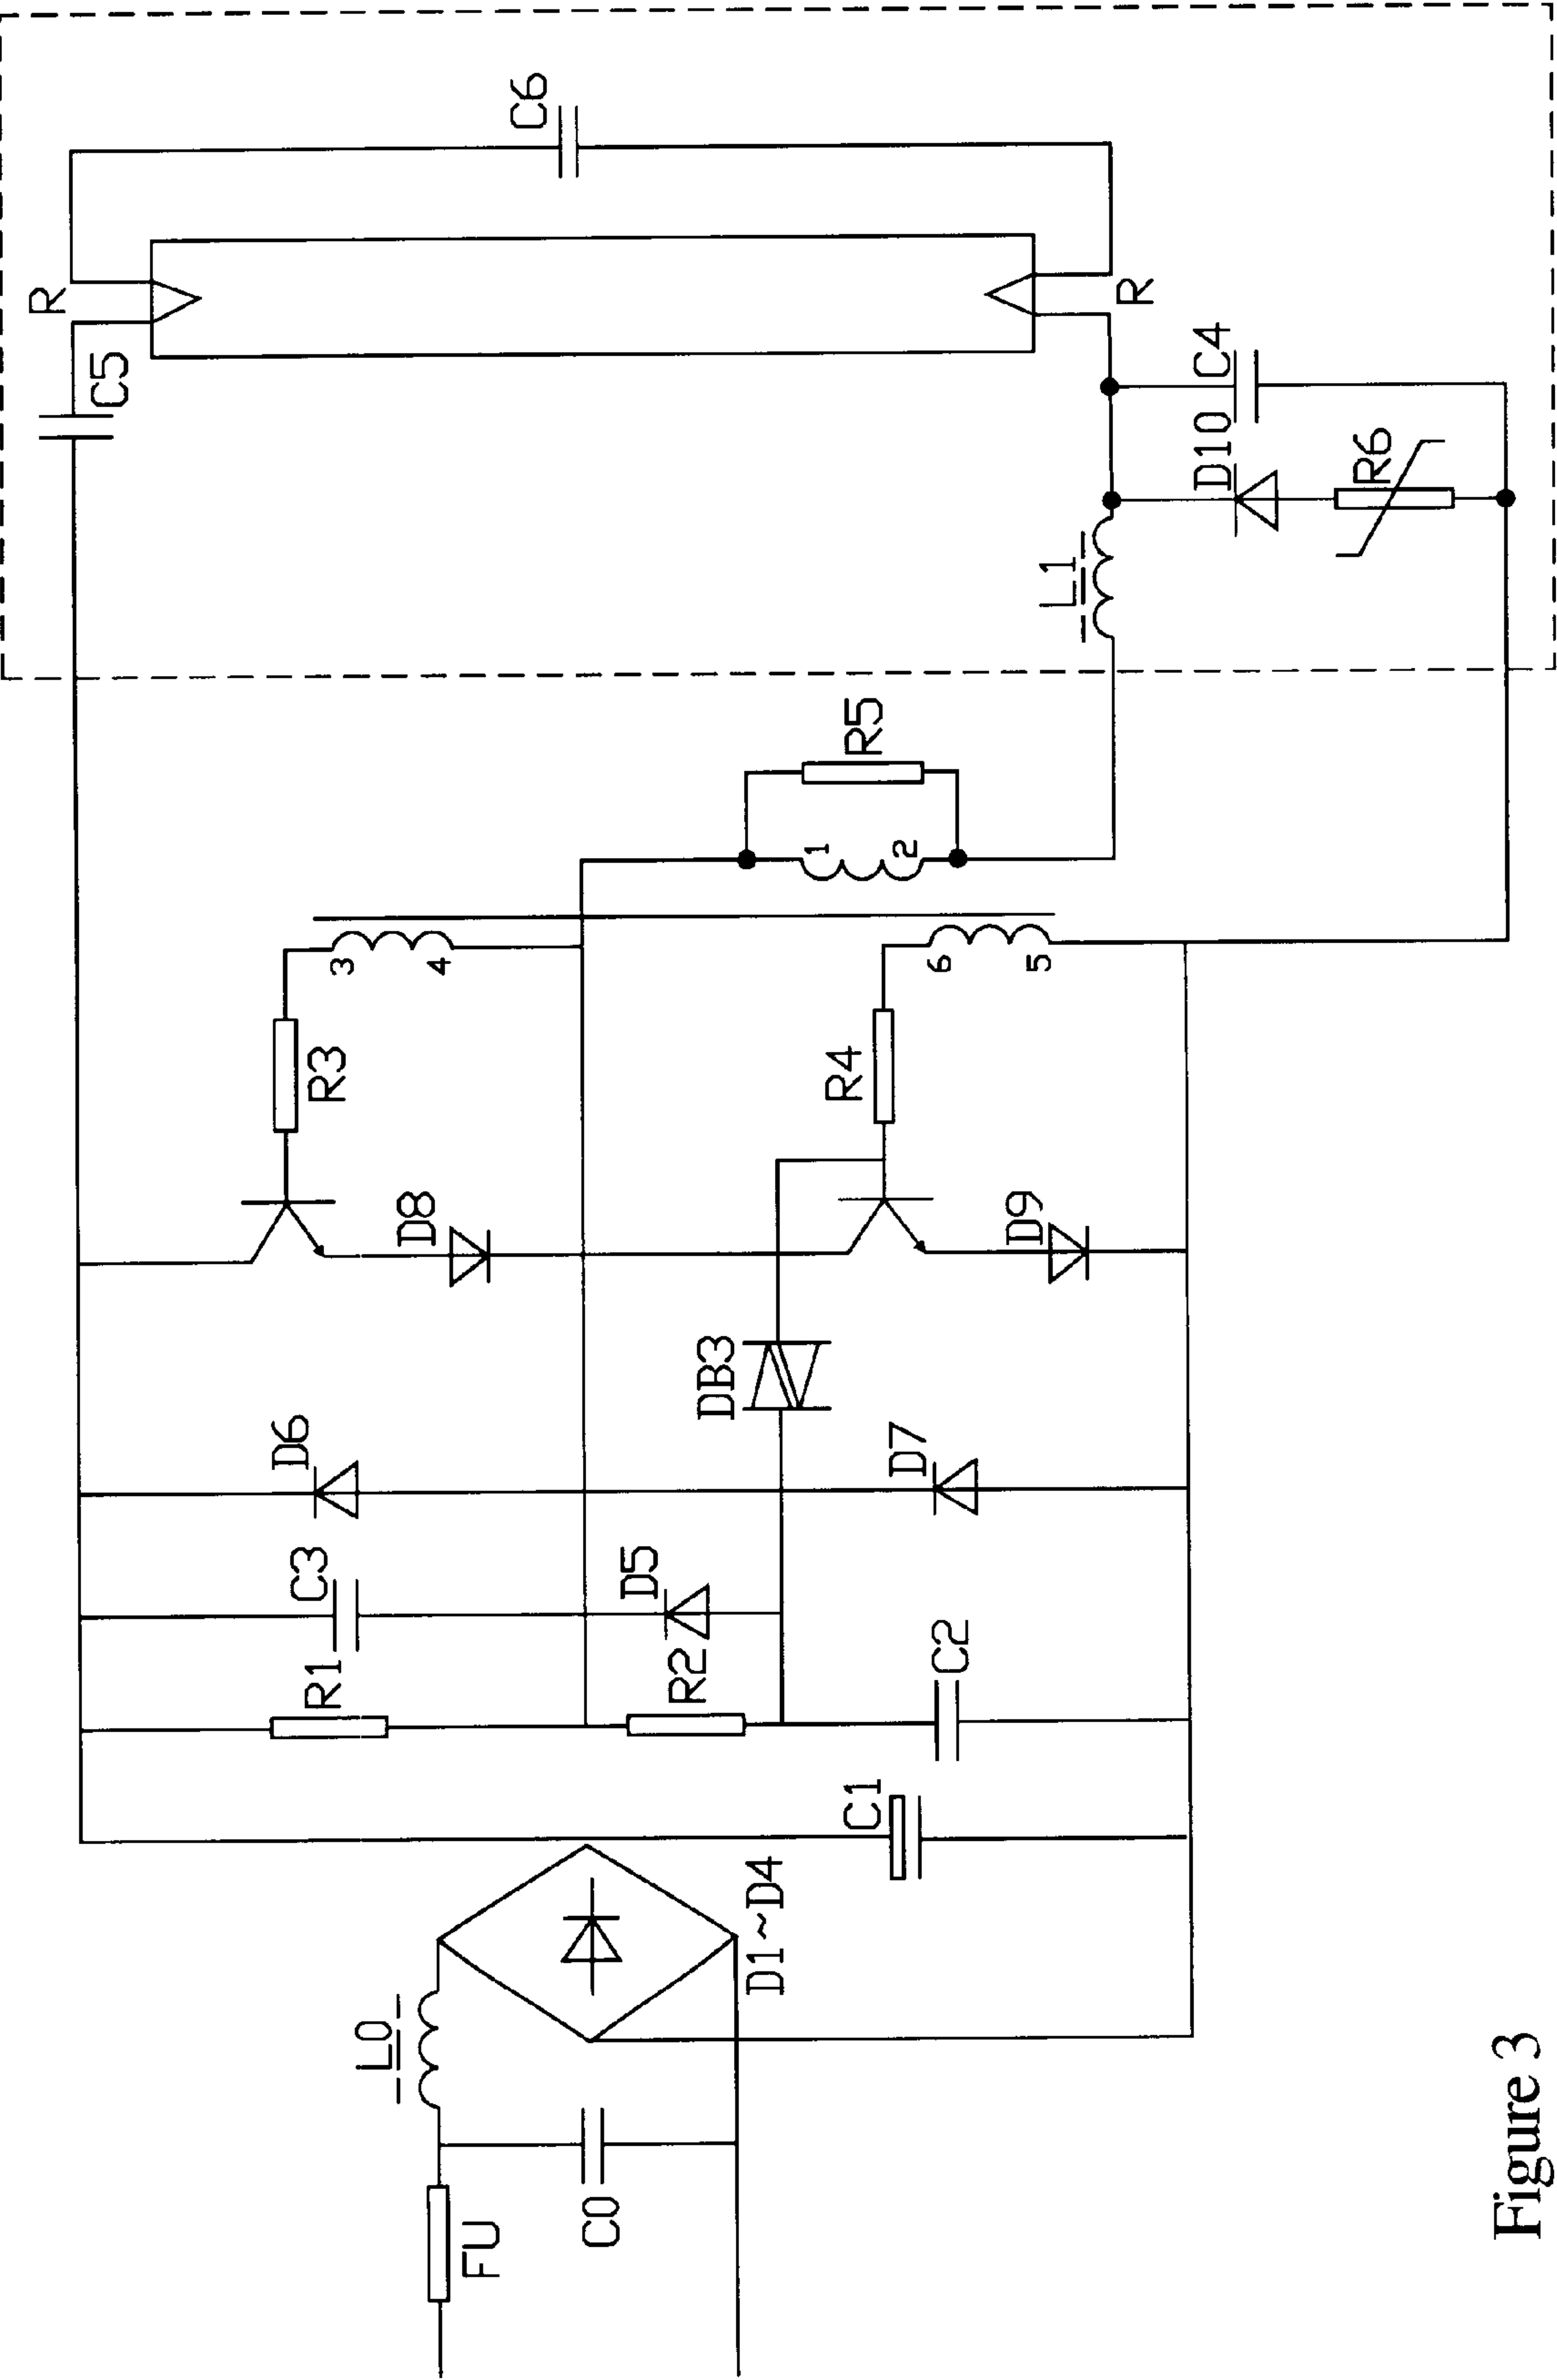 FU
C0
L0
D1~D4
C1
R1
R2
C2
C3
D5
D6
D7
DB3
D8
D9
R3
R4
3
4
6
5
1
2
R5
L1
D10
R6
C4
C5
R
R
C6
Figure 3